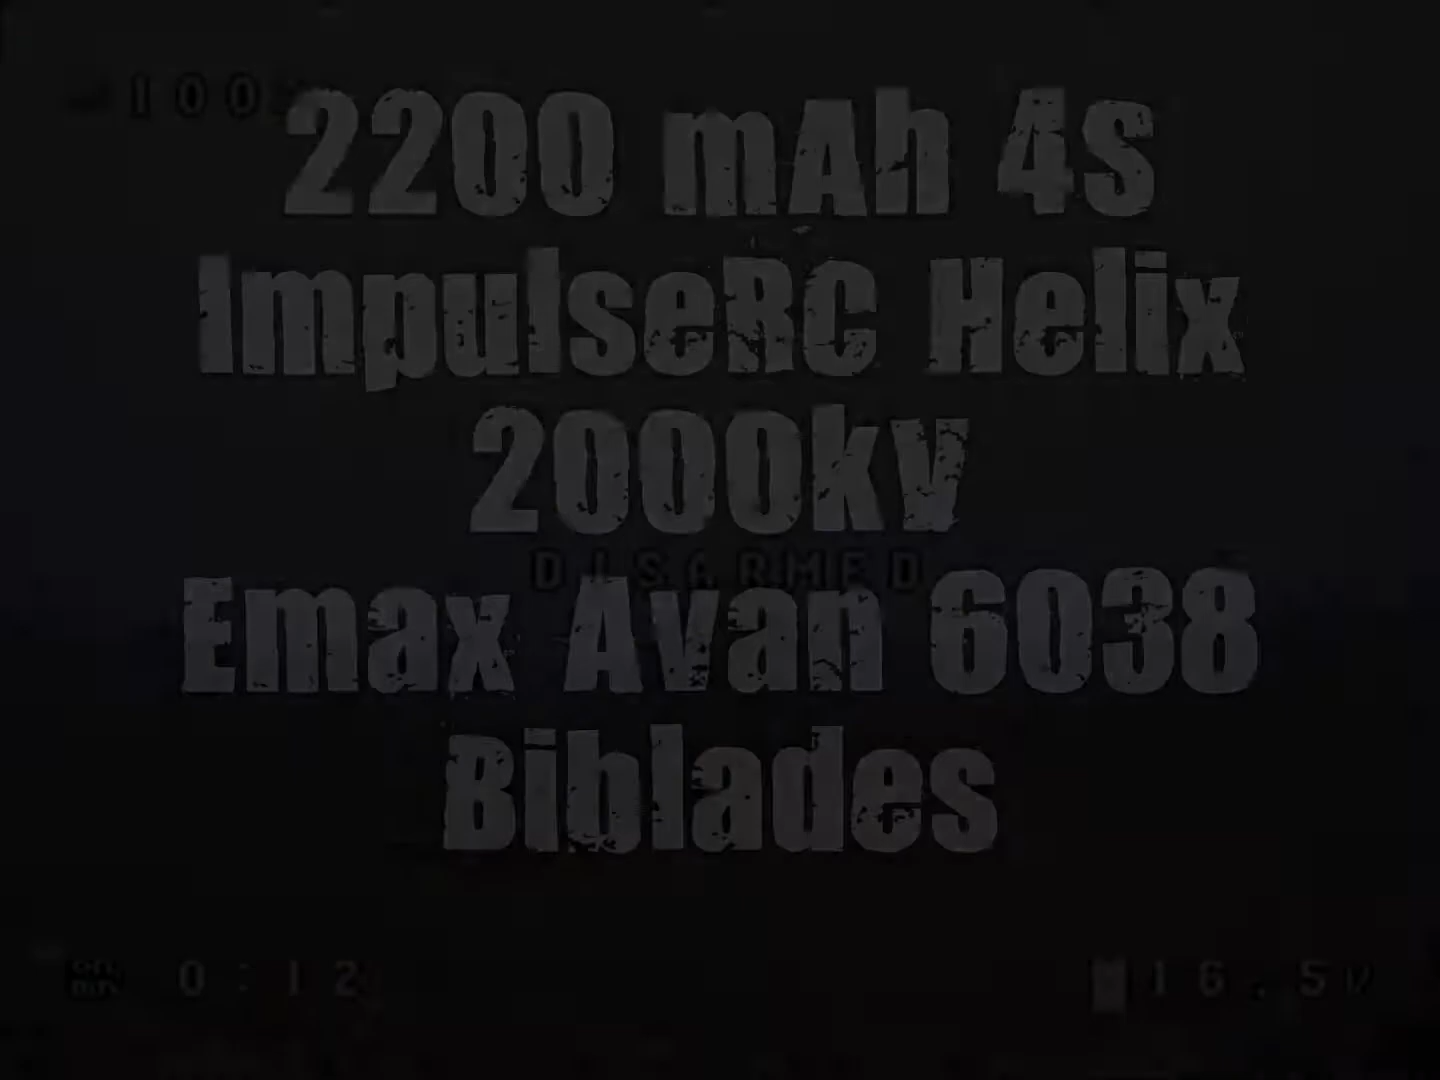 100
2200 mAh 4s
ImpulseRC Helix
2000kv
DISARMED
Emax Avan 6038
Biblades
0:12
16.5V